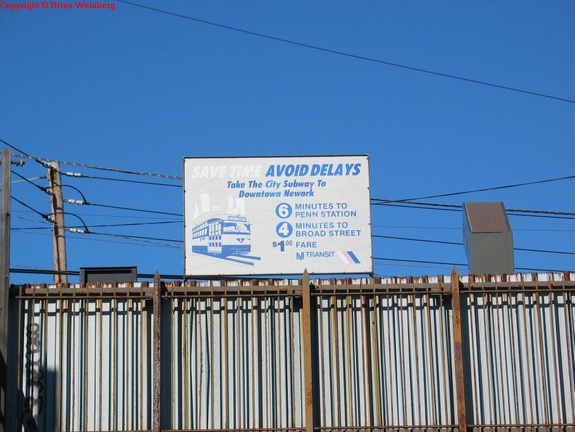 Copyright © Brian Weinberg
SAVE TIME AVOID DELAYS
Take The City Subway To
Downtown Newark
6 MINUTES TO
PENN STATION
4 MINUTES TO
BROAD STREET
$1.00 FARE
NJ TRANSIT